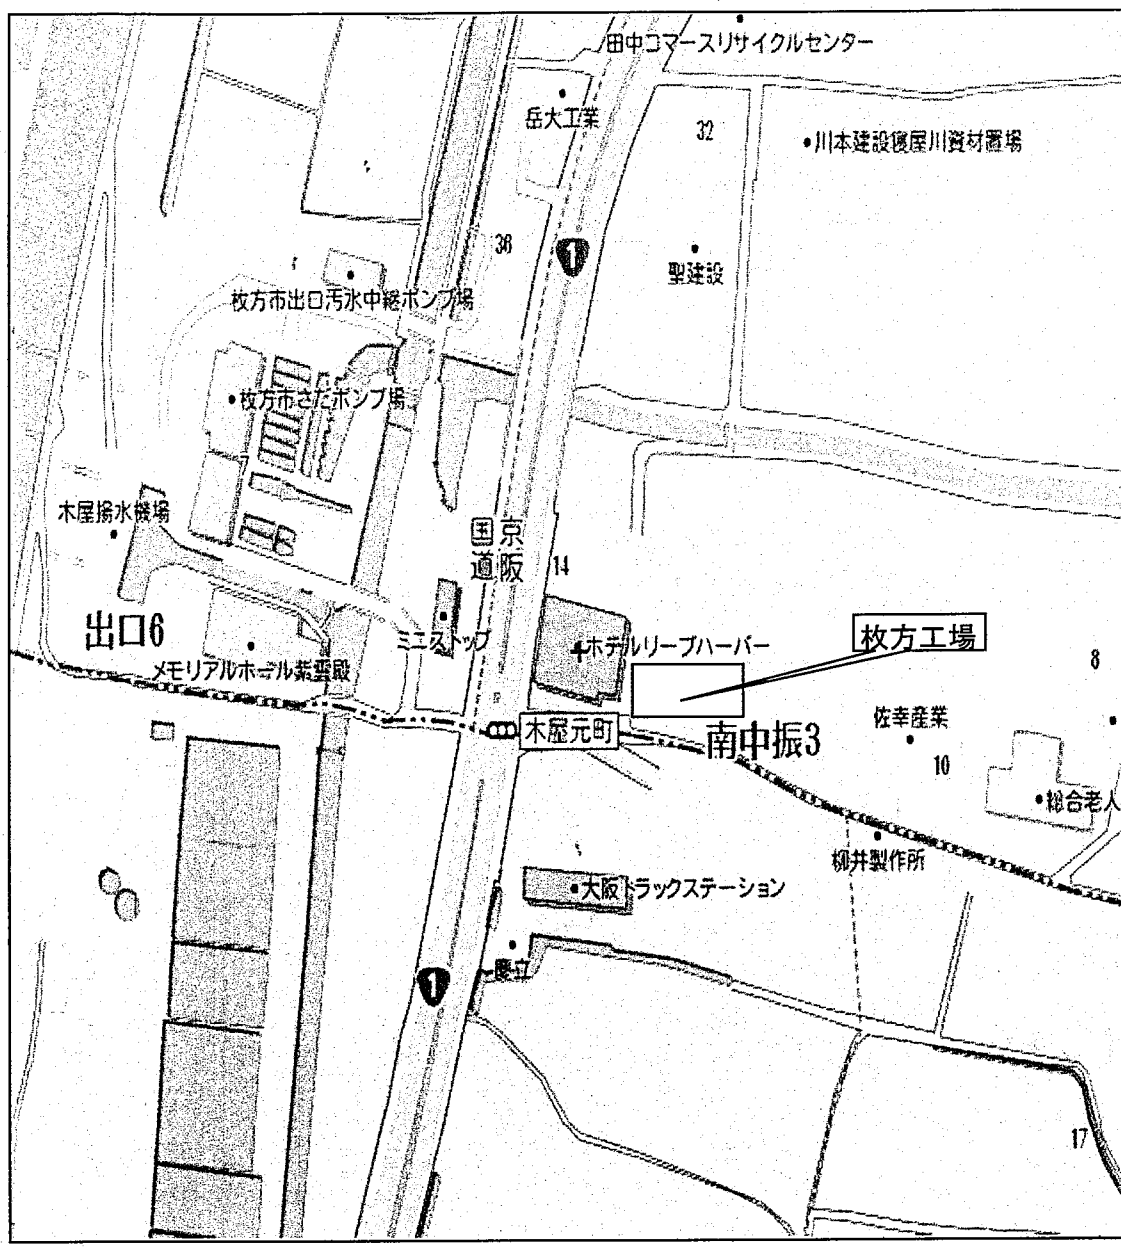 田中コマースリサイクルセンター
岳大工業
32
川本建設寝屋川資材置場
36
1
聖建設
枚方市出口汚水中継ポンプ場
枚方市さだポンプ場
木屋揚水機場
国道
京阪
14
出口6
ミニストップ
ホテルリーブハーバー
枚方工場
8
メモリアルホール紫雲殿
木屋元町
南中振3
佐幸産業
10
総合老人
柳井製作所
大阪トラックステーション
慶立
1
17